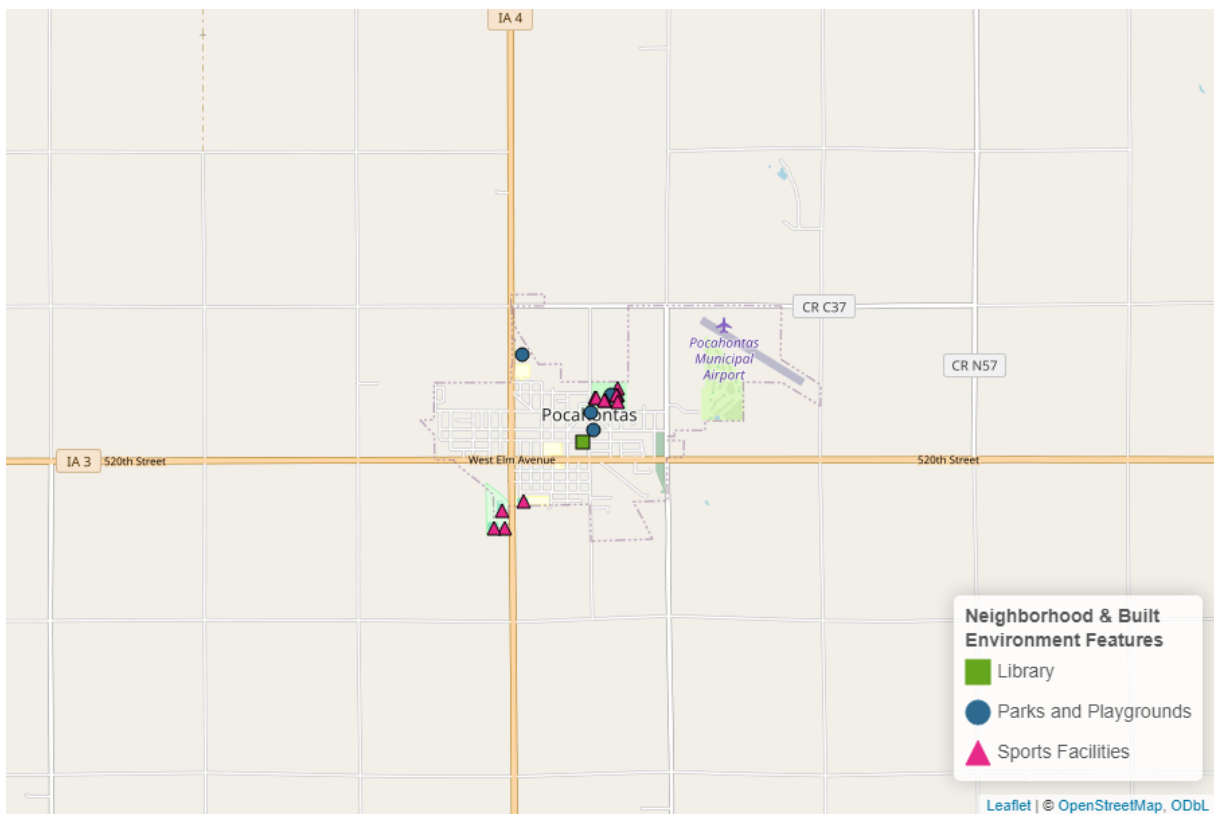 IA 4
CR C37
Pocahontas
Municipal
Airport
CR N57
Pocahontas
IA 3
520th Street
West Elm Avenue
520th Street
Neighborhood & Built
Environment Features
Library
Parks and Playgrounds
Sports Facilities
Leaflet | © OpenStreetMap, ODbL